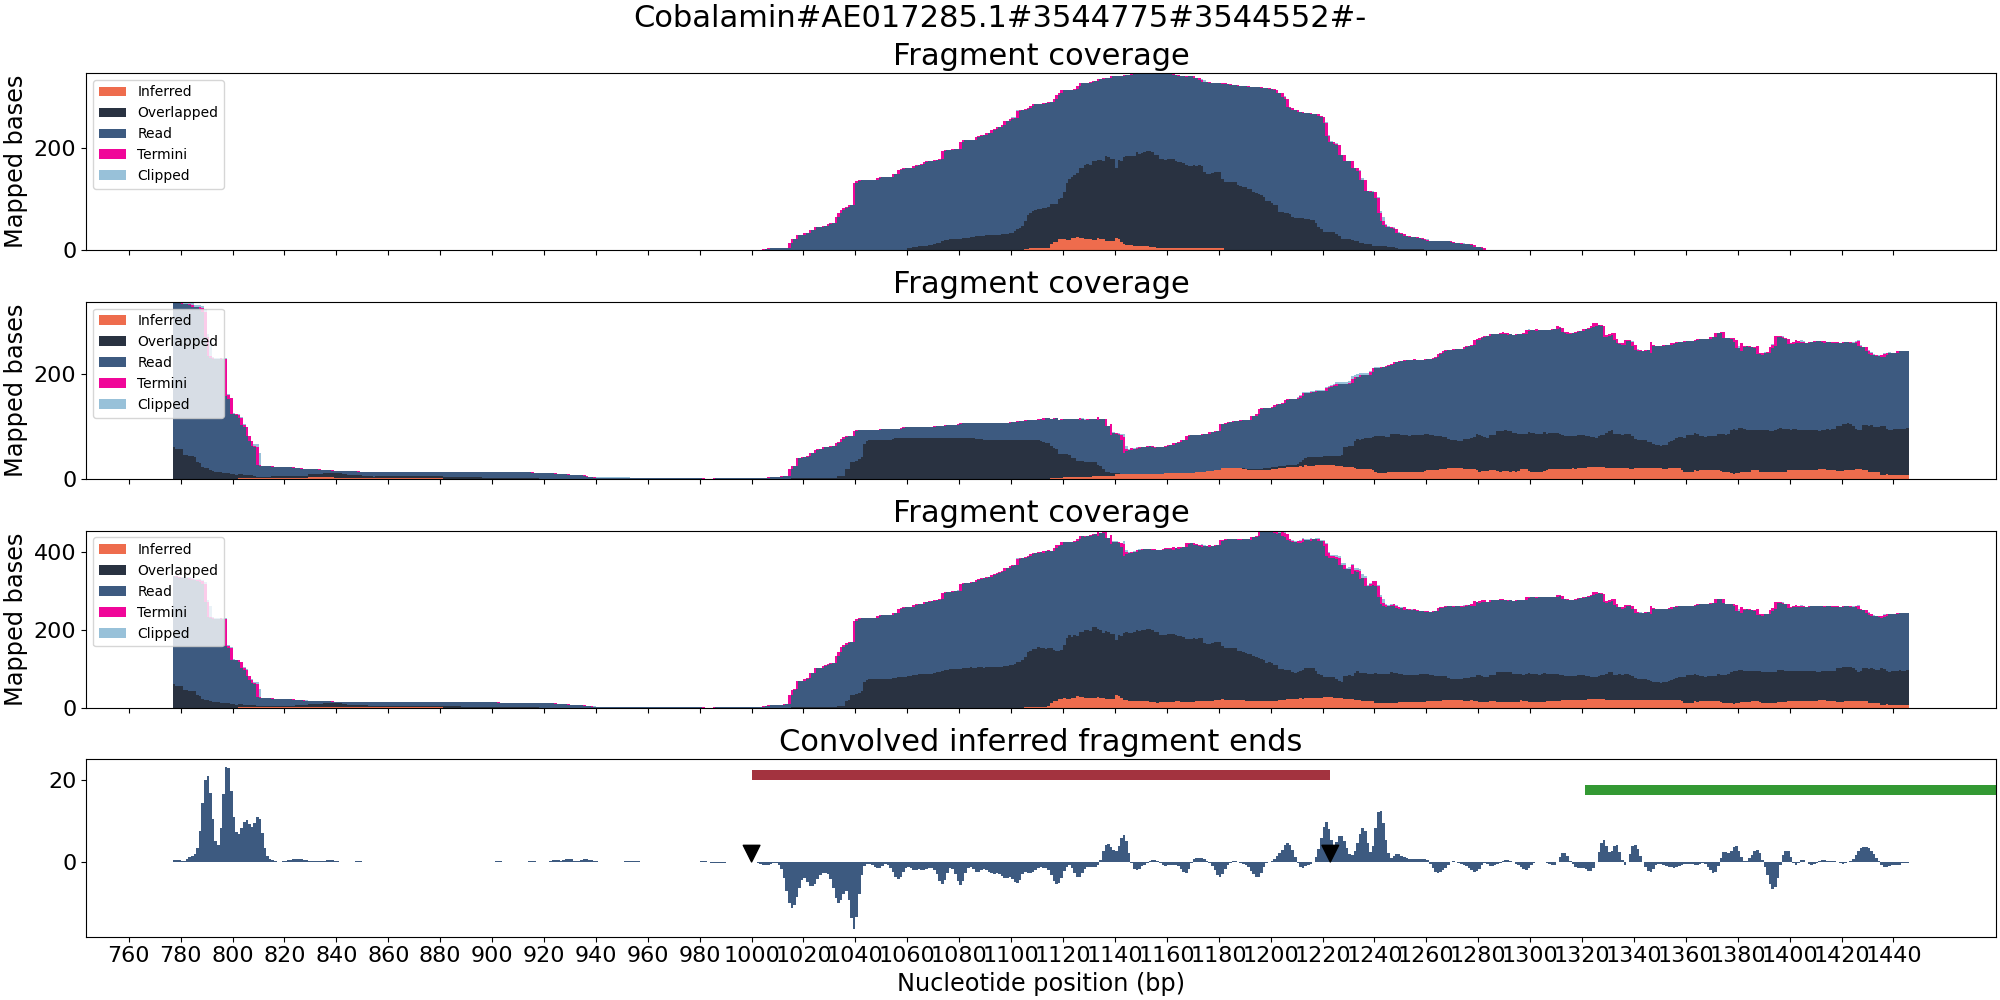 Cobalamin#AE017285.1#3544775#3544552#-
Fragment coverage
Mapped bases
200
0
Inferred
Overlapped
Read
Termini
Clipped
Fragment coverage
Mapped bases
200
0
Inferred
Overlapped
Read
Termini
Clipped
Fragment coverage
Mapped bases
400
200
0
Inferred
Overlapped
Read
Termini
Clipped
Convolved inferred fragment ends
20
0
760 780 800 820 840 860 880 900 920 940 960 980 1000 1020 1040 1060 1080 1100 1120 1140 1160 1180 1200 1220 1240 1260 1280 1300 1320 1340 1360 1380 1400 1420 1440
Nucleotide position (bp)